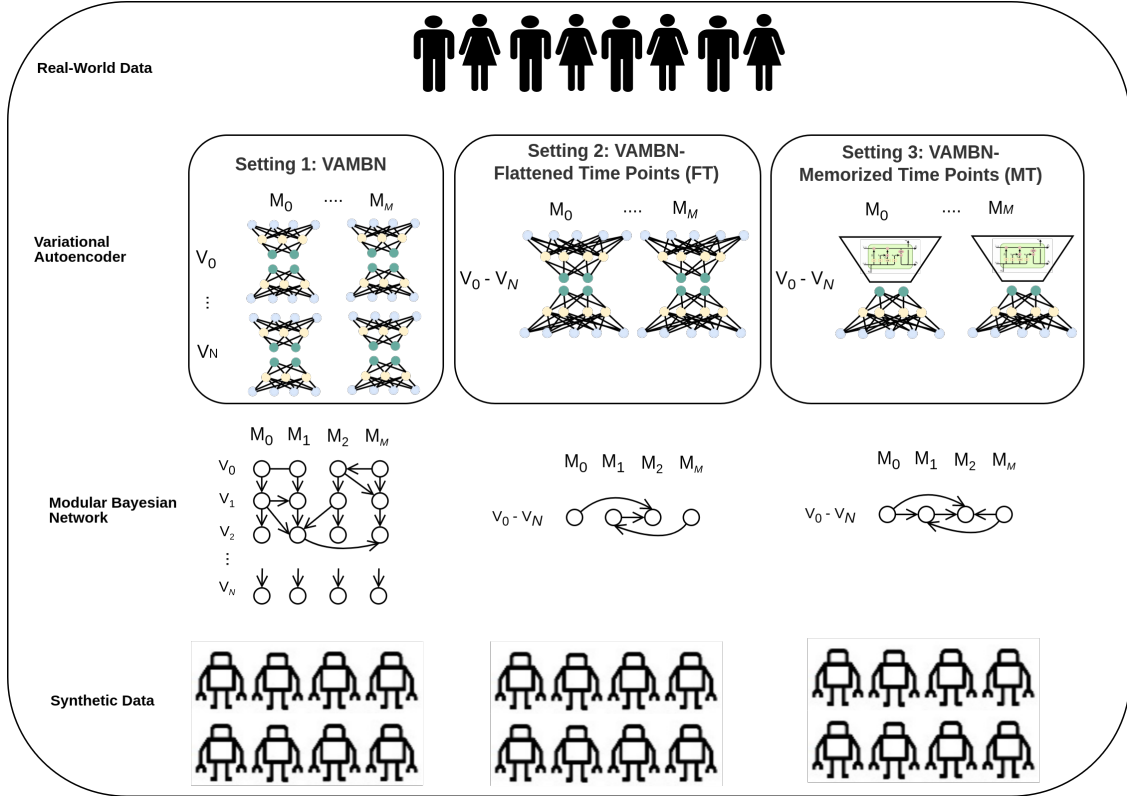 Real-World Data
Setting 1: VAMBN
Setting 2: VAMBN-
Flattened Time Points (FT)
Setting 3: VAMBN-
Memorized Time Points (MT)
Variational
Autoencoder
M0 .... MM
V0
⋮
VN
M0 .... MM
V0 - VN
M0 .... MM
V0 - VN
Modular Bayesian
Network
M0 M1 M2 MM
V0
V1
V2
⋮
VN
M0 M1 M2 MM
V0 - VN
M0 M1 M2 MM
V0 - VN
Synthetic Data